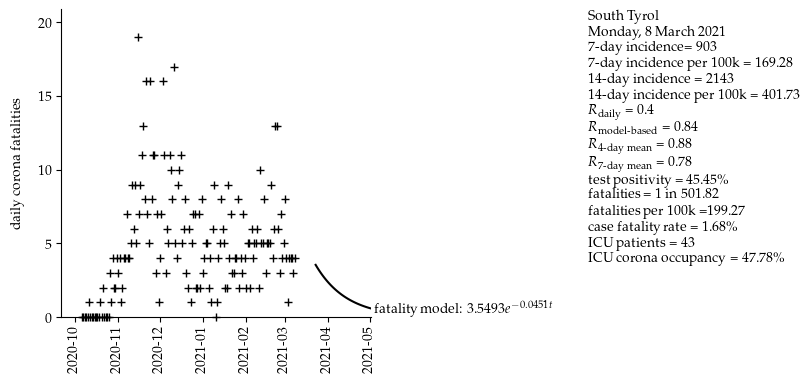 South Tyrol
Monday, 8 March 2021
7-day incidence= 903
7-day incidence per 100k = 169.28
14-day incidence = 2143
14-day incidence per 100k = 401.73
R_daily = 0.4
R_model-based = 0.84
R_4-day mean = 0.88
R_7-day mean = 0.78
test positivity = 45.45%
fatalities = 1 in 501.82
fatalities per 100k =199.27
case fatality rate = 1.68%
ICU patients = 43
ICU corona occupancy = 47.78%
daily corona fatalities
20
15
10
5
0
fatality model: 3.5493e^{-0.0451t}
2020-10
2020-11
2020-12
2021-01
2021-02
2021-03
2021-04
2021-05